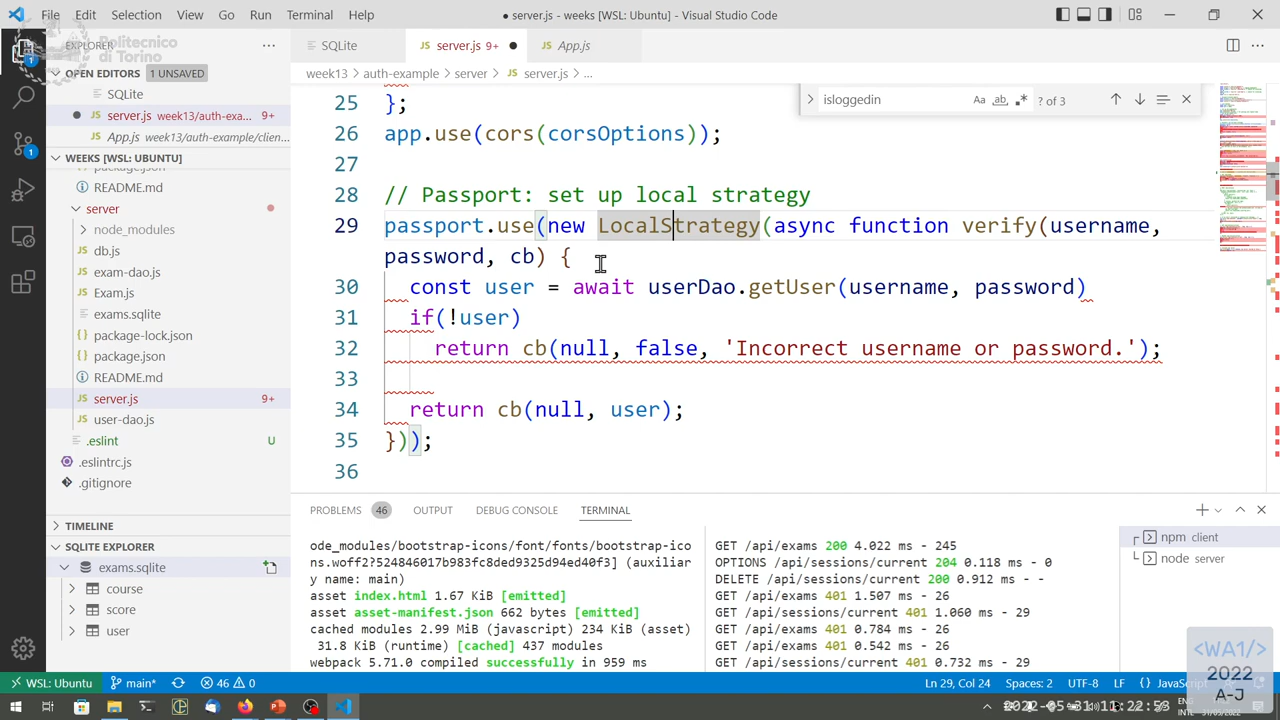 File Edit Selection View Go Run Terminal Help
● server.js - weeks [WSL: Ubuntu] - Visual Studio Code
EXPLORER
Politecnico
di Torino
OPEN EDITORS 1 UNSAVED
SQLite
server.js week13/auth-exa... 9+
App.js week13/auth-example/clien...
WEEKS [WSL: UBUNTU]
README.md
server
node_modules
db.js
exam-dao.js
Exam.js
exams.sqlite
package-lock.json
package.json
README.md
server.js 9+
user-dao.js
.eslint U
.eslintrc.js
.gitignore
TIMELINE
SQLITE EXPLORER
exams.sqlite
course
score
user
SQLite
JS server.js 9+ ●
JS App.js
week13 > auth-example > server > JS server.js > ...
isloggedin Aa ab .* ? of 3
25 };
26 app.use(cors(corsOptions));
27
28 // Passport: set up local strategy
29 passport.use(new LocalStrategy(async function verify(username,
password, cb) {
30 const user = await userDao.getUser(username, password)
31 if(!user)
32 return cb(null, false, 'Incorrect username or password.');
33
34 return cb(null, user);
35 }));
36
PROBLEMS 46 OUTPUT DEBUG CONSOLE TERMINAL
ode_modules/bootstrap-icons/font/fonts/bootstrap-ico
ns.woff2?524846017b983fc8ded9325d94ed40f3] (auxiliar
y name: main)
asset index.html 1.67 KiB [emitted]
asset asset-manifest.json 662 bytes [emitted]
cached modules 2.99 MiB (javascript) 234 KiB (asset)
31.8 KiB (runtime) [cached] 437 modules
webpack 5.71.0 compiled successfully in 959 ms
GET /api/exams 200 4.022 ms - 245
OPTIONS /api/sessions/current 204 0.118 ms - 0
DELETE /api/sessions/current 200 0.912 ms - -
GET /api/exams 401 1.507 ms - 26
GET /api/sessions/current 401 1.060 ms - 29
GET /api/exams 401 0.784 ms - 26
GET /api/exams 401 0.542 ms - 26
GET /api/sessions/current 401 0.732 ms - 29
npm client
node server
<WA1/>
2022
A-J
WSL: Ubuntu main* 46 0
Ln 29, Col 24 Spaces: 2 UTF-8 LF {} JavaScript
ENG
INTL
31/05/2022